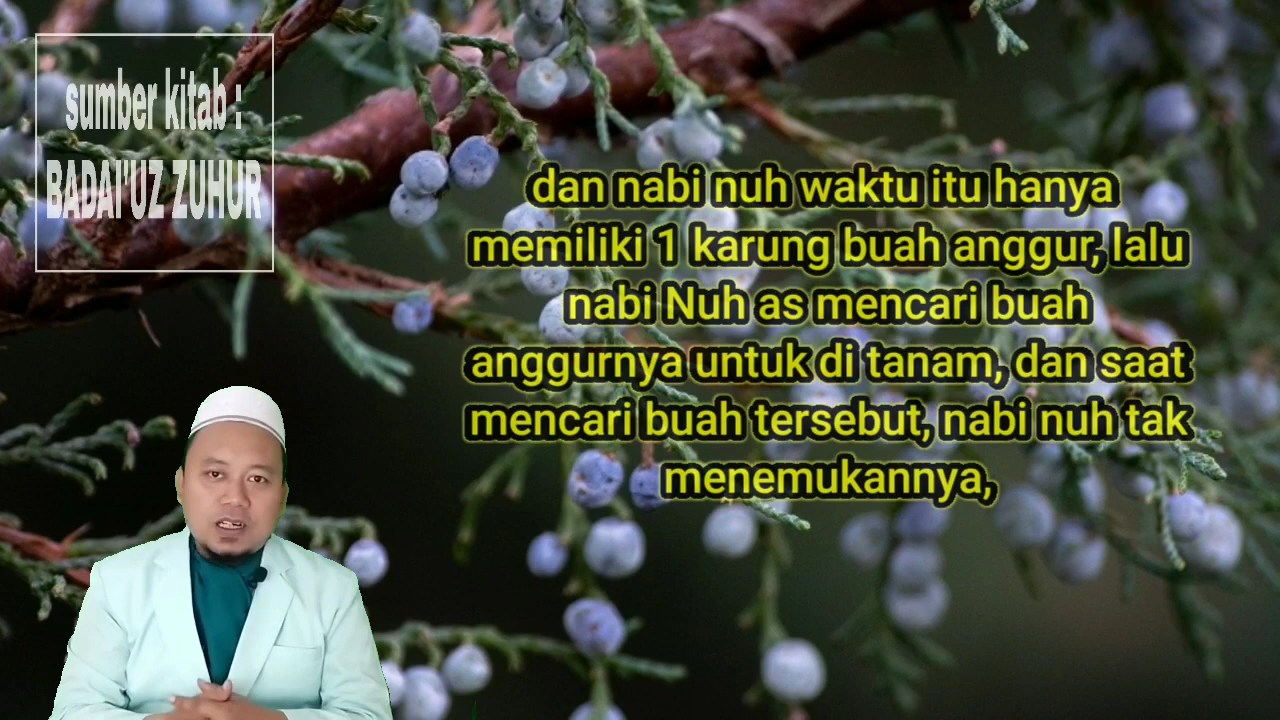 sumber kitab :
BADAI'UZ ZUHUR
dan nabi nuh waktu itu hanya
memiliki 1 karung buah anggur, lalu
nabi Nuh as mencari buah
anggurnya untuk di tanam, dan saat
mencari buah tersebut, nabi nuh tak
menemukannya,